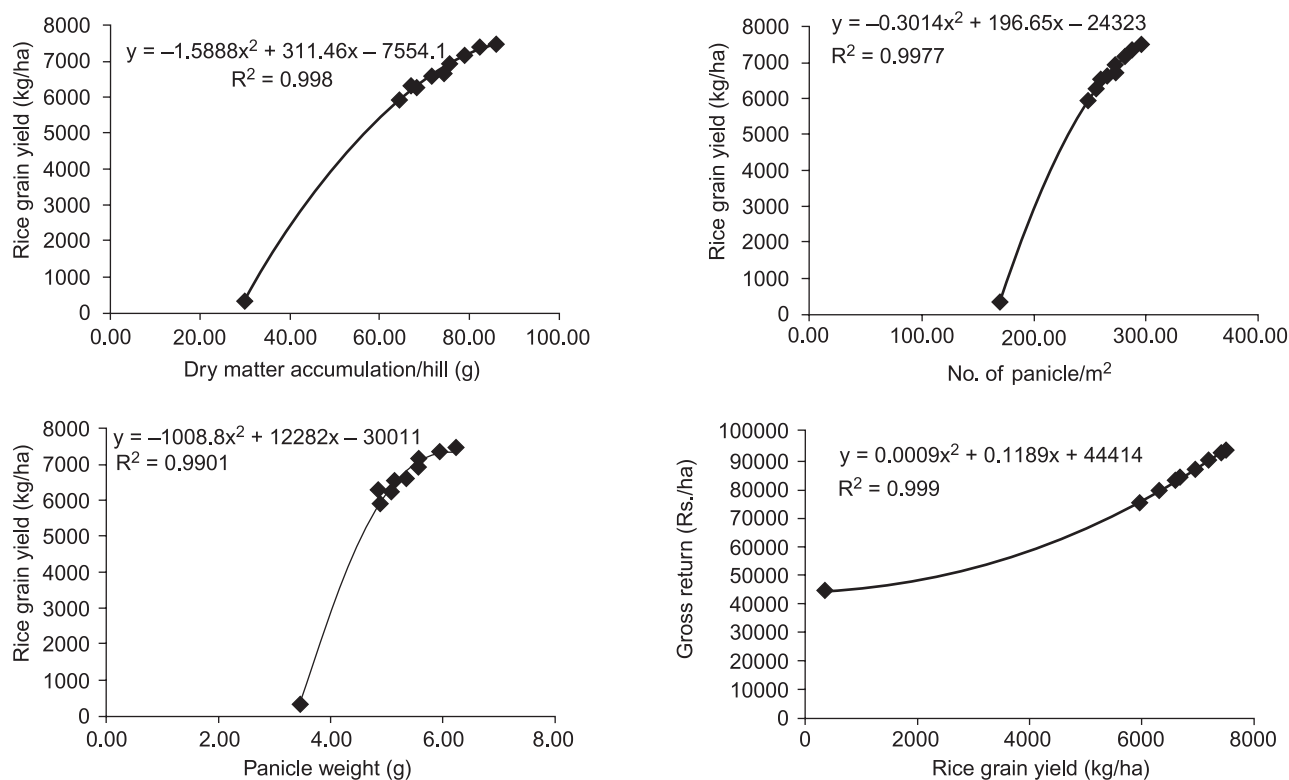 y = –1.5888x² + 311.46x – 7554.1
R² = 0.998
Rice grain yield (kg/ha)
8000
7000
6000
5000
4000
3000
2000
1000
0
0.00 20.00 40.00 60.00 80.00 100.00
Dry matter accumulation/hill (g)
y = –0.3014x² + 196.65x – 24323
R² = 0.9977
Rice grain yield (kg/ha)
8000
7000
6000
5000
4000
3000
2000
1000
0
0.00 100.00 200.00 300.00 400.00
No. of panicle/m²
y = –1008.8x² + 12282x – 30011
R² = 0.9901
Rice grain yield (kg/ha)
8000
7000
6000
5000
4000
3000
2000
1000
0
0.00 2.00 4.00 6.00 8.00
Panicle weight (g)
y = 0.0009x² + 0.1189x + 44414
R² = 0.999
Gross return (Rs./ha)
100000
90000
80000
70000
60000
50000
40000
30000
20000
10000
0
0 2000 4000 6000 8000
Rice grain yield (kg/ha)